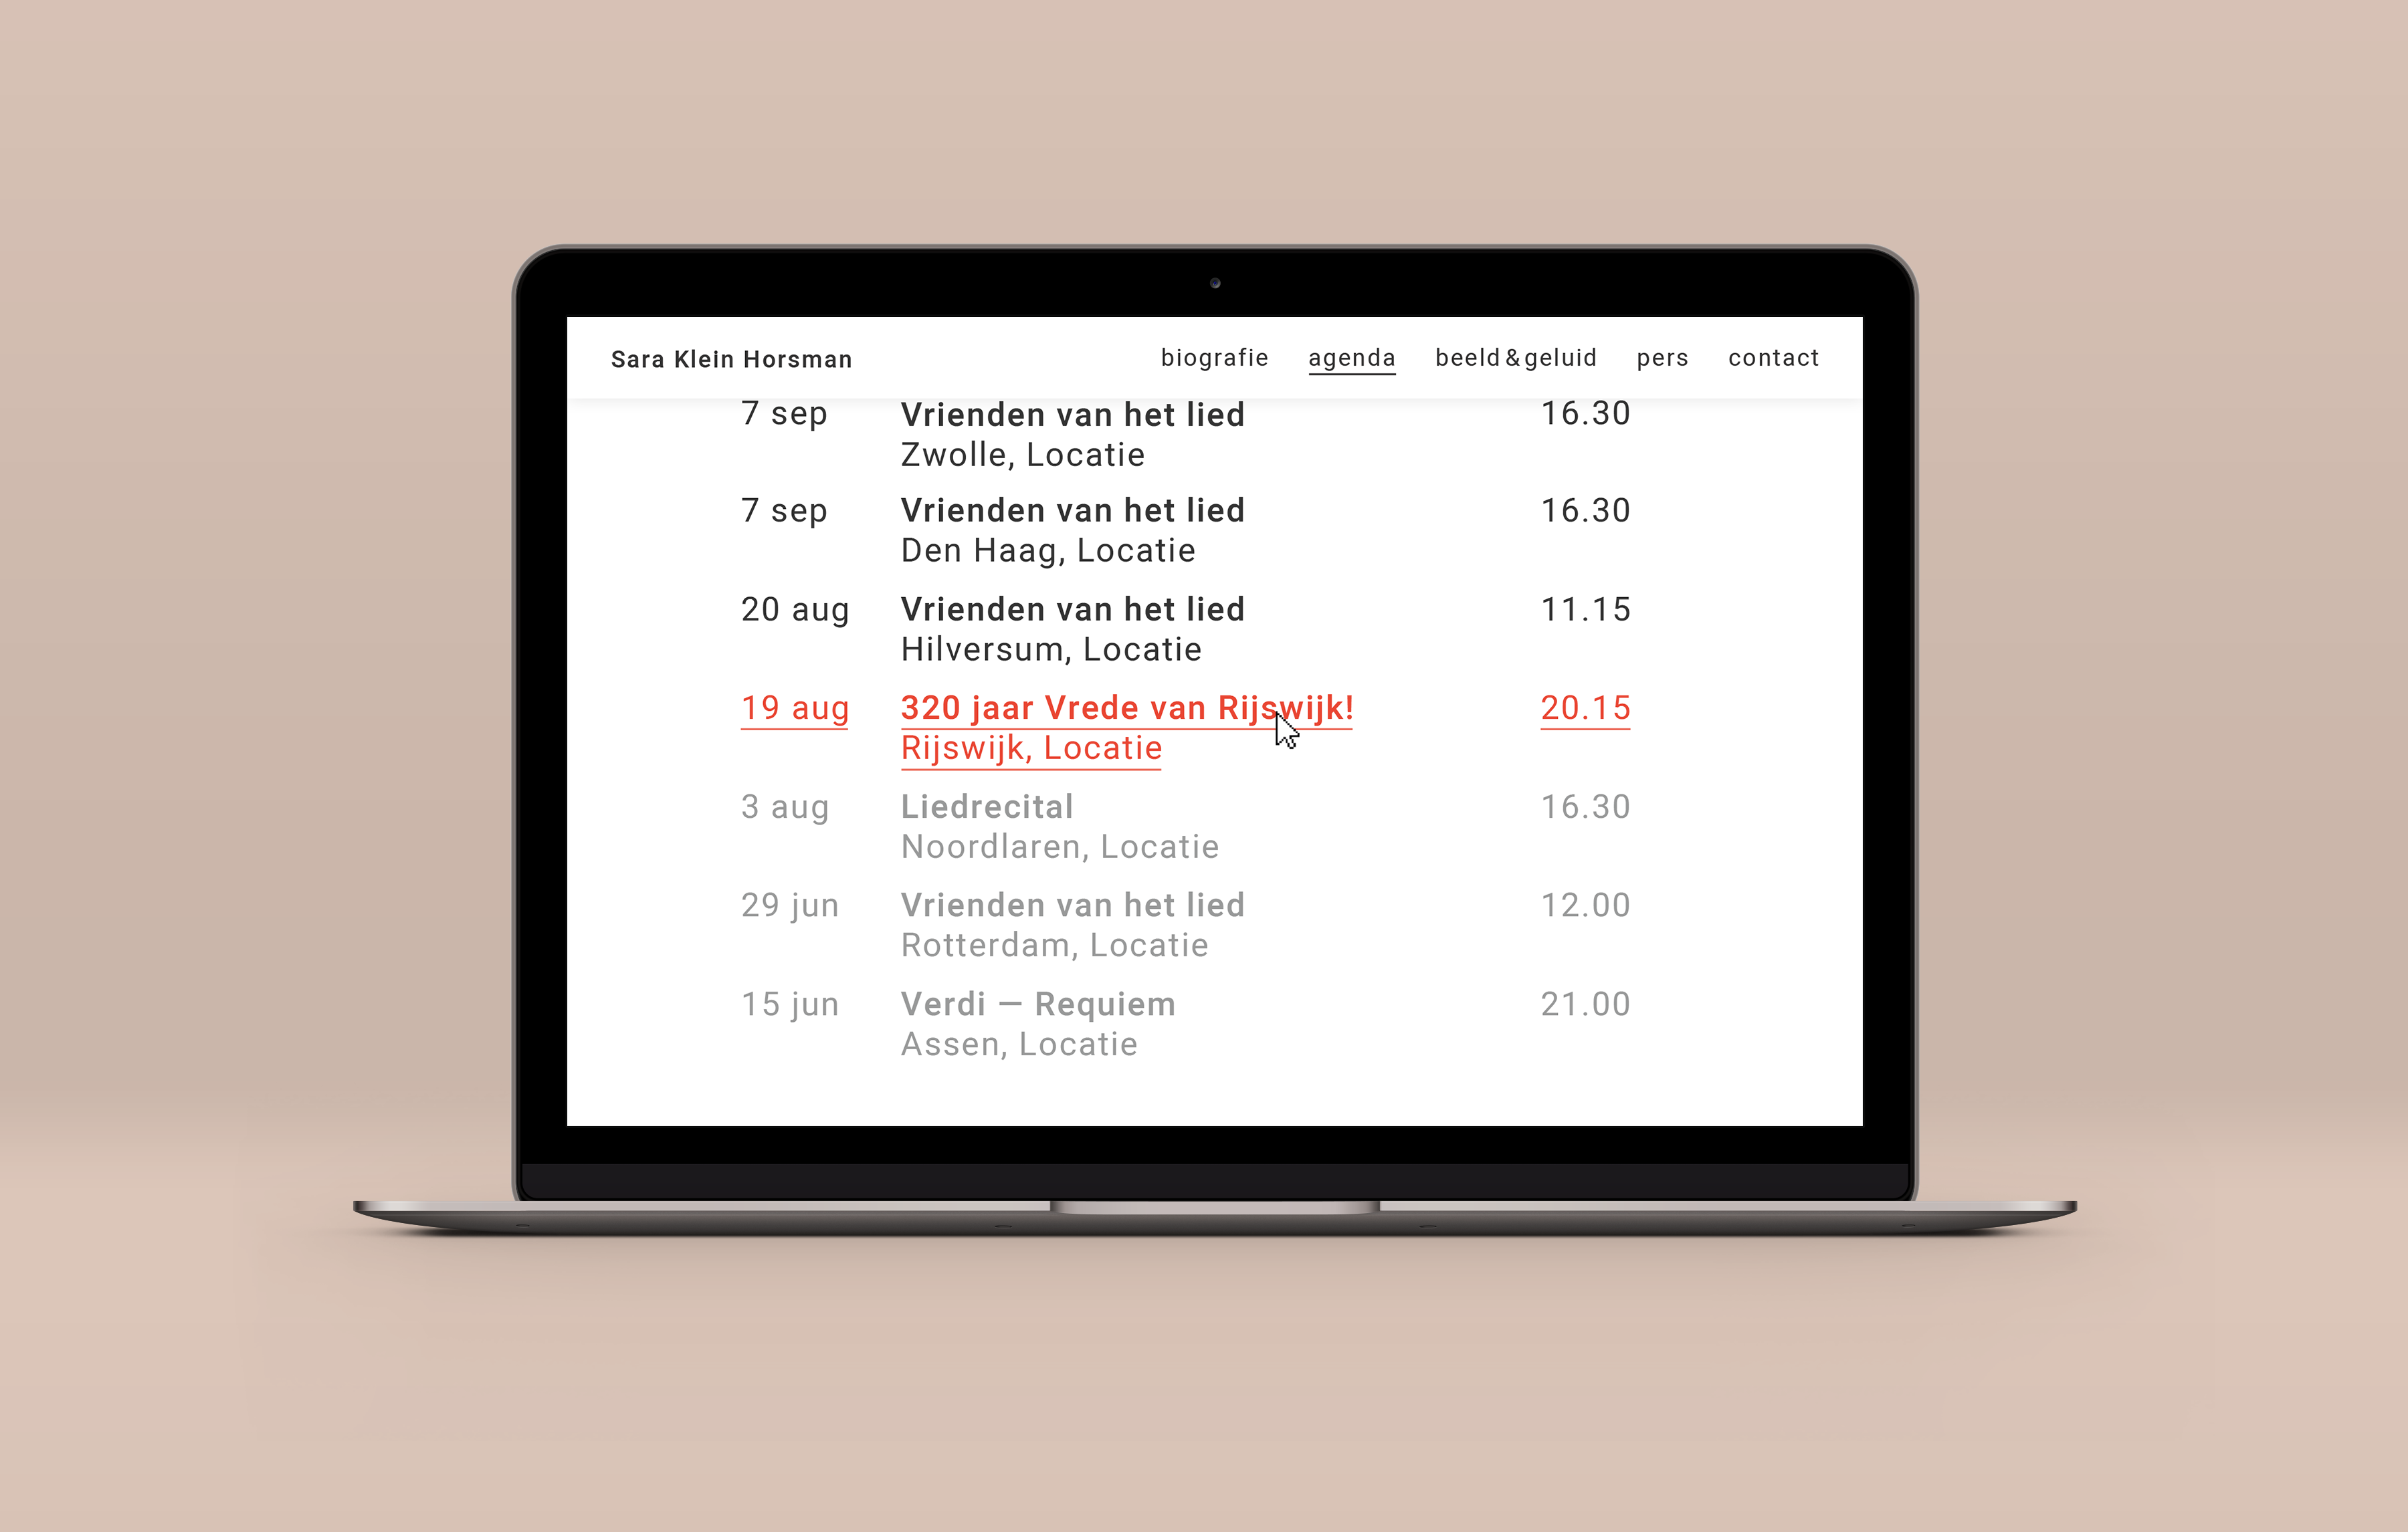 Sara Klein Horsman biografie agenda beeld & geluid pers contact
7 sep Vrienden van het lied 16.30
Zwolle, Locatie
7 sep Vrienden van het lied 16.30
Den Haag, Locatie
20 aug Vrienden van het lied 11.15
Hilversum, Locatie
19 aug 320 jaar Vrede van Rijswijk! 20.15
Rijswijk, Locatie
3 aug Liedrecital 16.30
Noordlaren, Locatie
29 jun Vrienden van het lied 12.00
Rotterdam, Locatie
15 jun Verdi — Requiem 21.00
Assen, Locatie